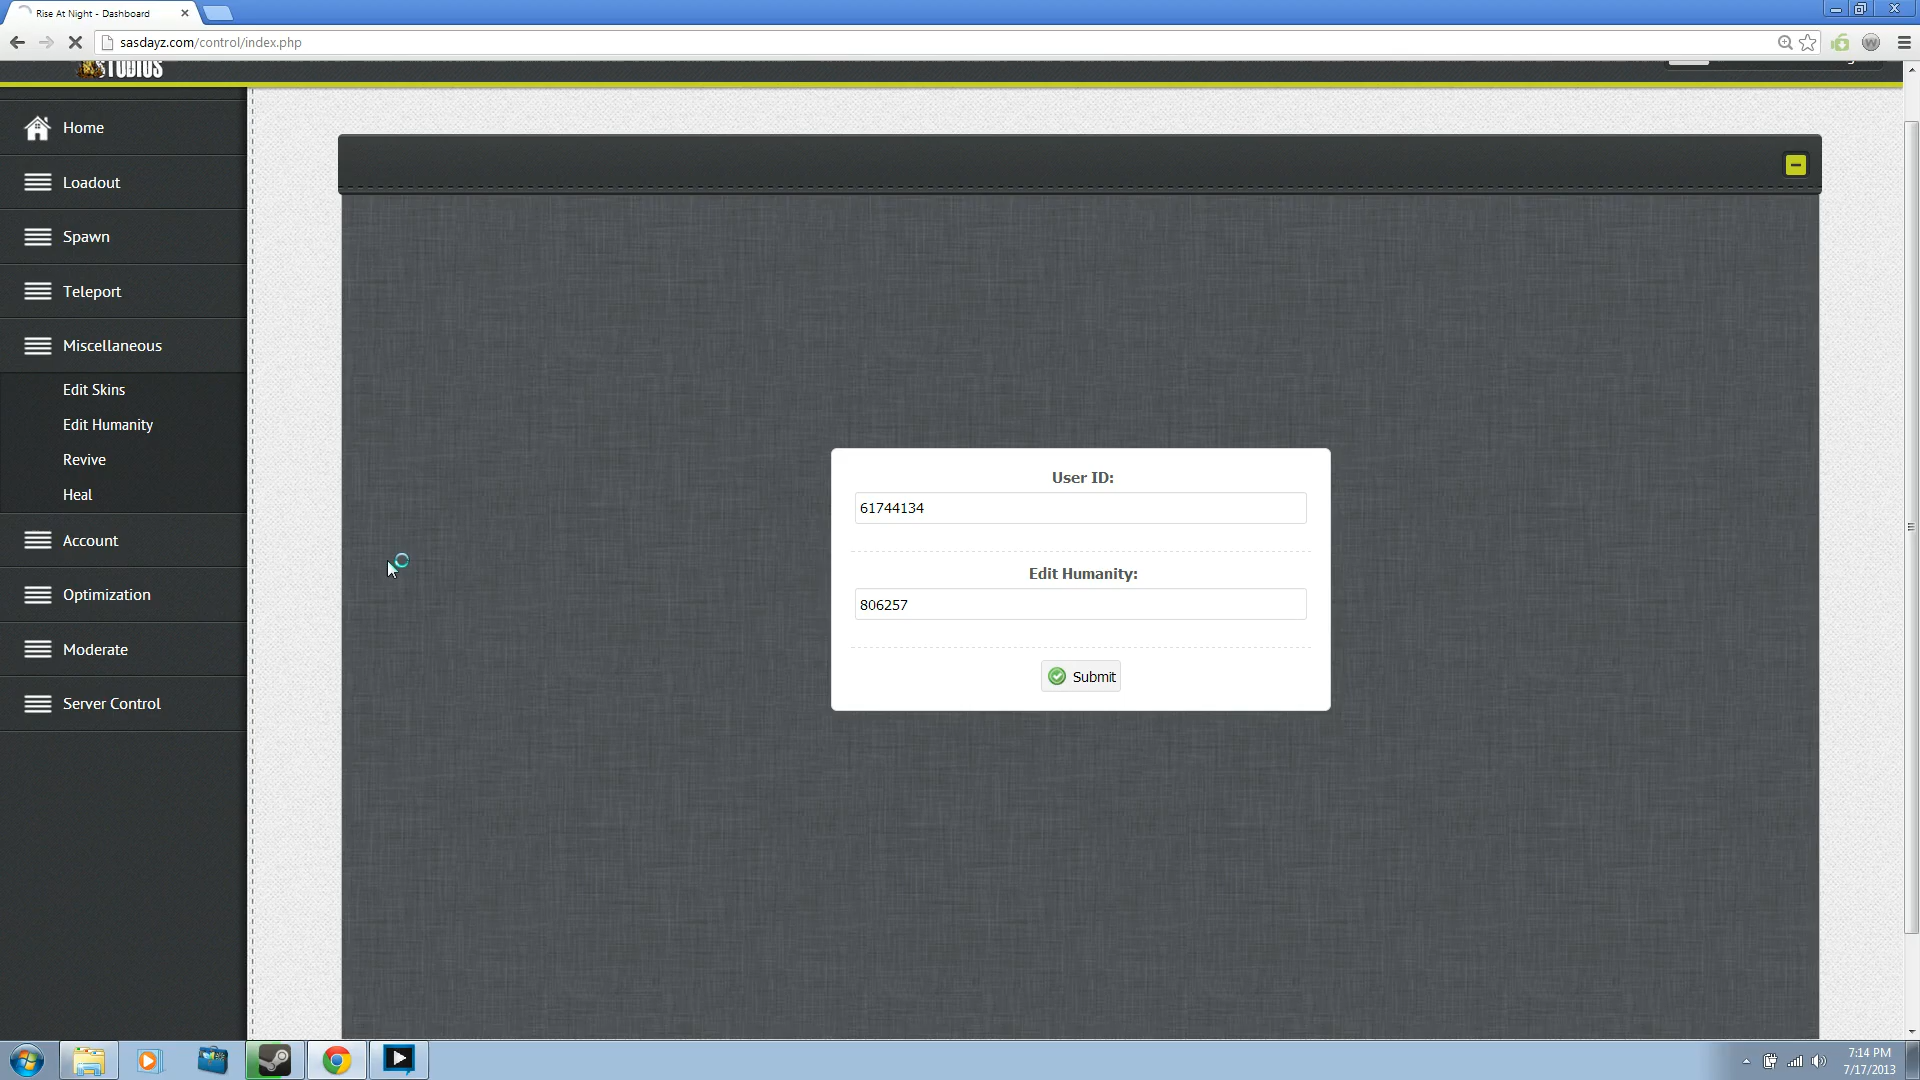 Rise At Night - Dashboard
sasdayz.com/control/index.php
STUDIOS
Home
Loadout
Spawn
Teleport
Miscellaneous
Edit Skins
Edit Humanity
Revive
Heal
Account
Optimization
Moderate
Server Control
User ID:
61744134
Edit Humanity:
806257
Submit
7:14 PM
7/17/2013